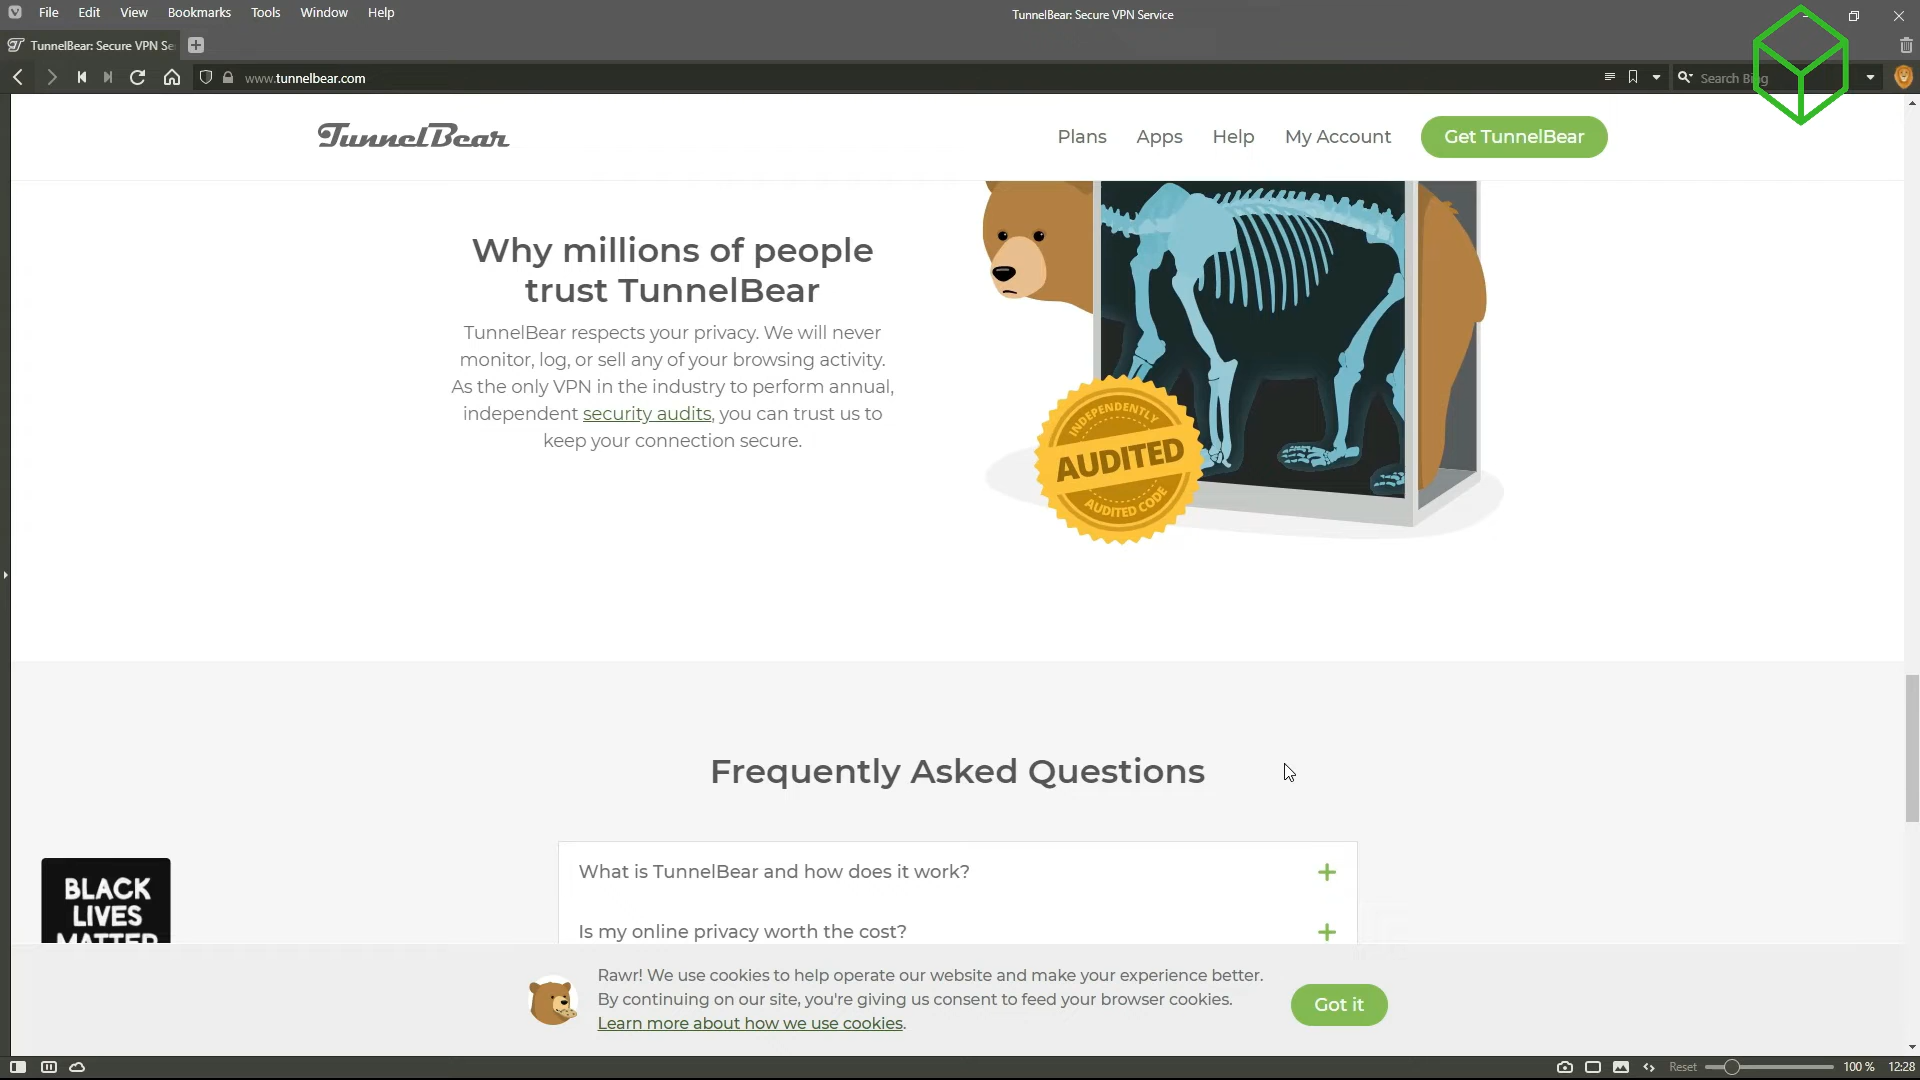 File Edit View Bookmarks Tools Window Help
TunnelBear: Secure VPN Service
TunnelBear: Secure VPN Se
www.tunnelbear.com
Search Bing
TunnelBear
Plans Apps Help My Account Get TunnelBear
Why millions of people
trust TunnelBear
TunnelBear respects your privacy. We will never
monitor, log, or sell any of your browsing activity.
As the only VPN in the industry to perform annual,
independent security audits, you can trust us to
keep your connection secure.
INDEPENDENTLY
AUDITED
AUDITED CODE
Frequently Asked Questions
What is TunnelBear and how does it work?
Is my online privacy worth the cost?
BLACK
LIVES
MATTER
Rawr! We use cookies to help operate our website and make your experience better.
By continuing on our site, you're giving us consent to feed your browser cookies.
Learn more about how we use cookies.
Got it
Reset 100 % 12:28